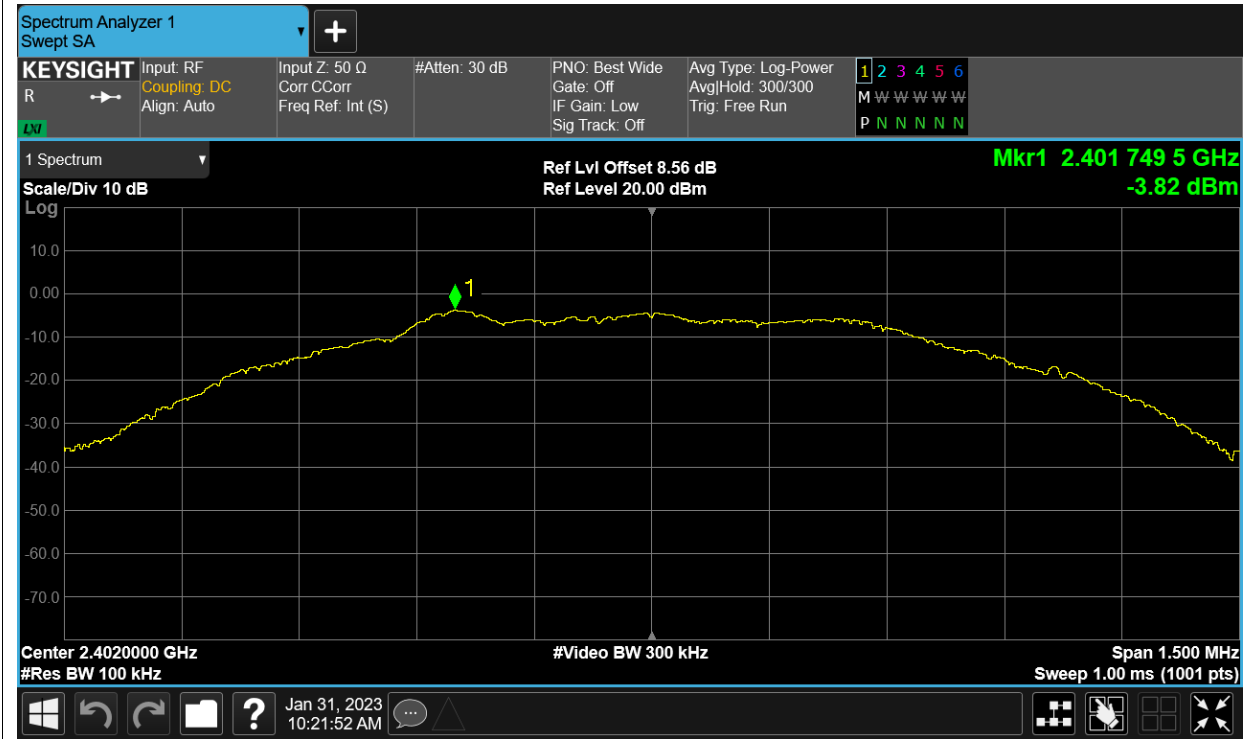 Spectrum Analyzer 1
Swept SA
+
KEYSIGHT
R
LXI
Input: RF
Coupling: DC
Align: Auto
Input Z: 50 Ω
Corr CCorr
Freq Ref: Int (S)
#Atten: 30 dB
PNO: Best Wide
Gate: Off
IF Gain: Low
Sig Track: Off
Avg Type: Log-Power
Avg|Hold: 300/300
Trig: Free Run
1 2 3 4 5 6
M W W W W W
P N N N N N
1 Spectrum
Scale/Div 10 dB
Log
Ref Lvl Offset 8.56 dB
Ref Level 20.00 dBm
Mkr1 2.401 749 5 GHz
-3.82 dBm
10.0
0.00
1
-10.0
-20.0
-30.0
-40.0
-50.0
-60.0
-70.0
Center 2.4020000 GHz
#Res BW 100 kHz
#Video BW 300 kHz
Span 1.500 MHz
Sweep 1.00 ms (1001 pts)
?
Jan 31, 2023
10:21:52 AM